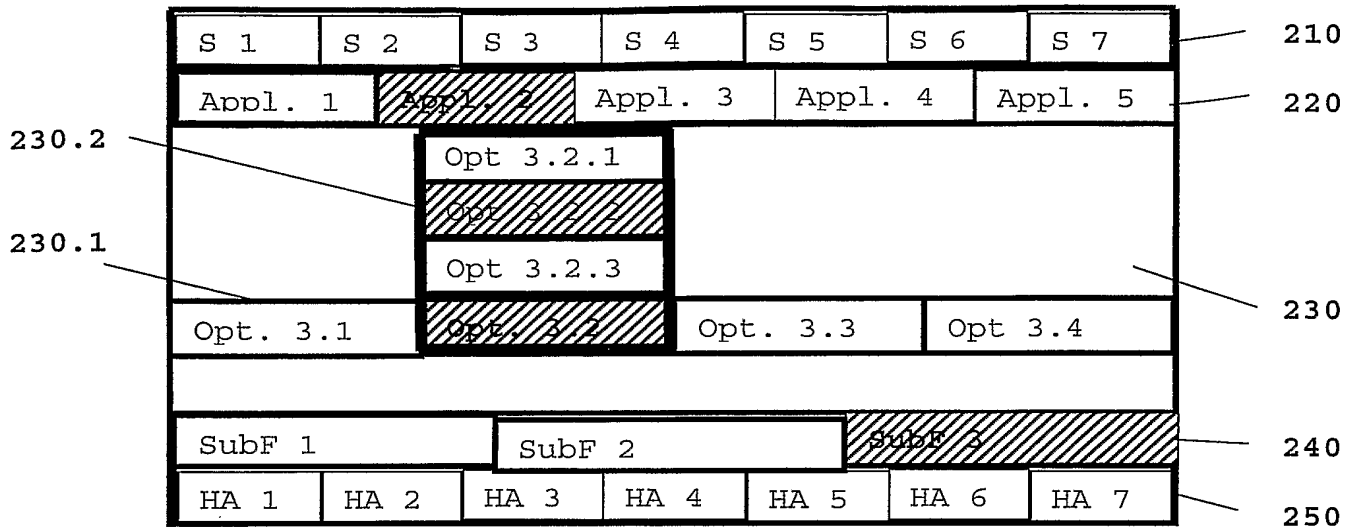 S 1 S 2 S 3 S 4 S 5 S 6 S 7 210
Appl. 1 Appl. 2 Appl. 3 Appl. 4 Appl. 5 220
230.2 Opt 3.2.1
Opt 3.2.2
230.1 Opt 3.2.3
230
Opt. 3.1 Opt. 3.2 Opt. 3.3 Opt 3.4
SubF 1 SubF 2 SubF 3 240
HA 1 HA 2 HA 3 HA 4 HA 5 HA 6 HA 7 250